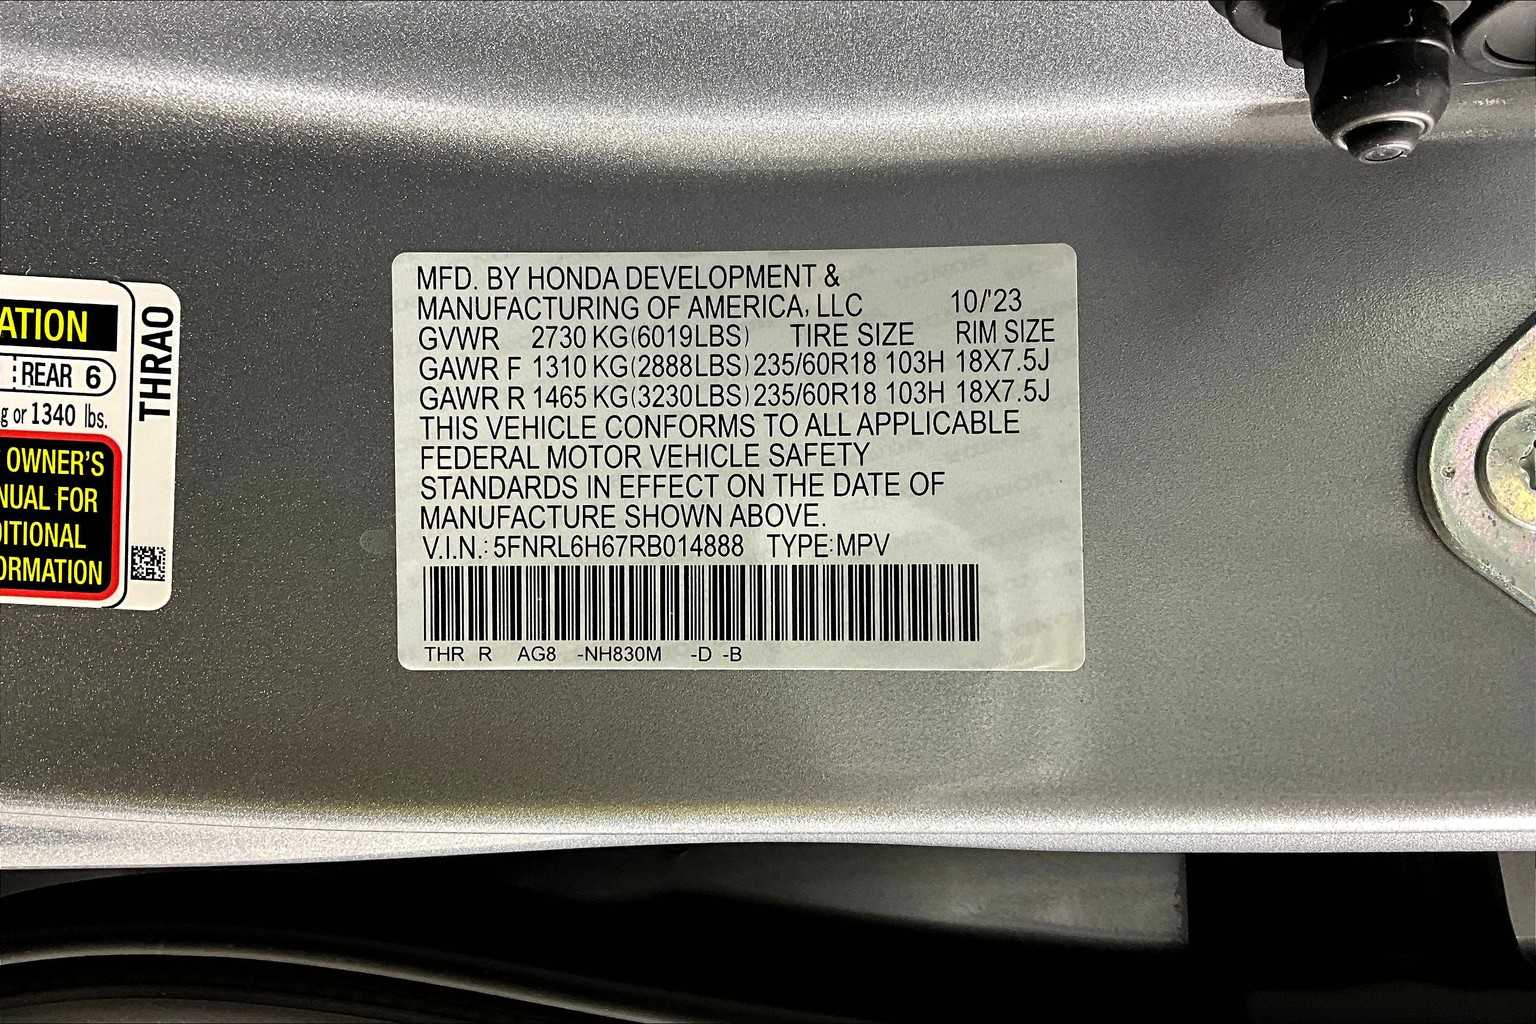 ATION
REAR 6
g or 1340 lbs.
OWNER'S
NUAL FOR
DITIONAL
ORMATION
THRAO
MFD. BY HONDA DEVELOPMENT &
MANUFACTURING OF AMERICA, LLC 10/'23
GVWR 2730 KG(6019LBS) TIRE SIZE RIM SIZE
GAWR F 1310 KG(2888LBS) 235/60R18 103H 18X7.5J
GAWR R 1465 KG(3230LBS) 235/60R18 103H 18X7.5J
THIS VEHICLE CONFORMS TO ALL APPLICABLE
FEDERAL MOTOR VEHICLE SAFETY
STANDARDS IN EFFECT ON THE DATE OF
MANUFACTURE SHOWN ABOVE.
V.I.N.: 5FNRL6H67RB014888 TYPE:MPV
THR R AG8 -NH830M -D -B